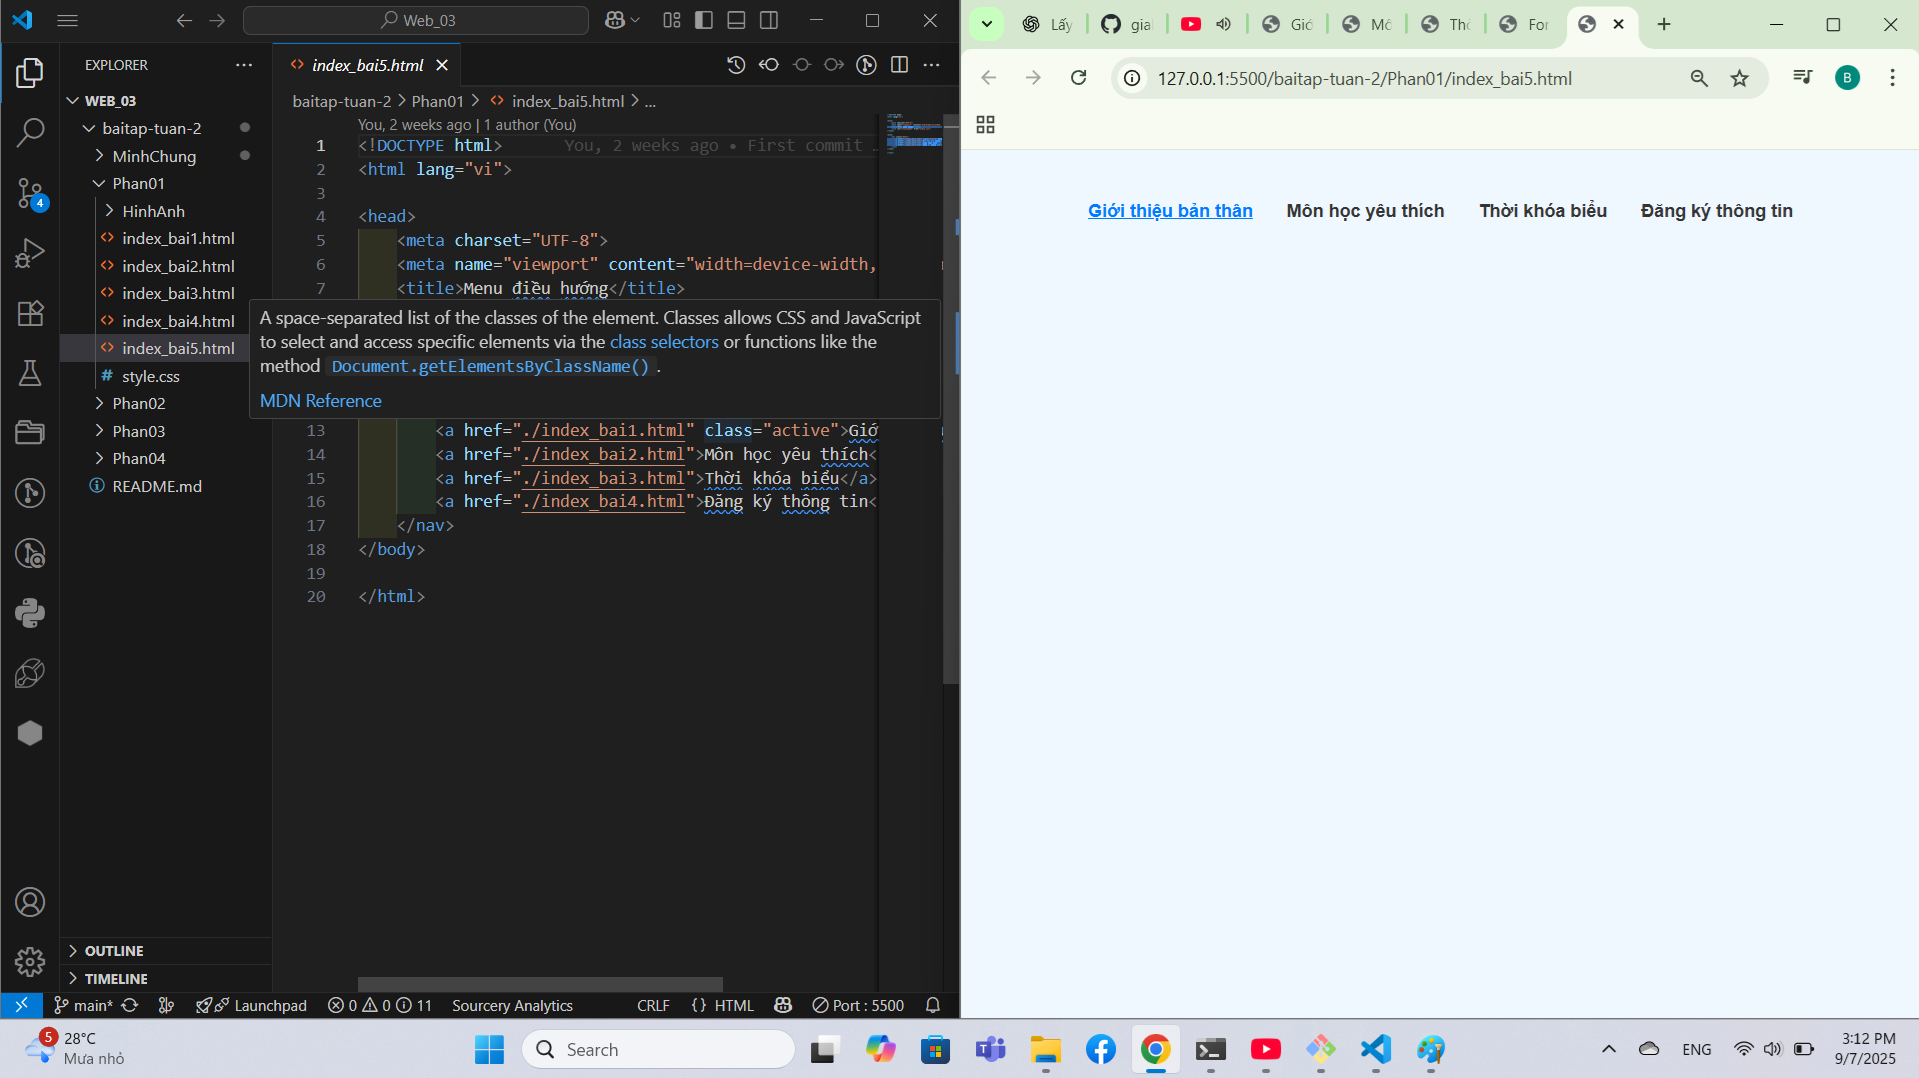 Web_03
EXPLORER
index_bai5.html
WEB_03
baitap-tuan-2
MinhChung
Phan01
HinhAnh
index_bai1.html
index_bai2.html
index_bai3.html
index_bai4.html
index_bai5.html
style.css
Phan02
Phan03
Phan04
README.md
OUTLINE
TIMELINE
4
baitap-tuan-2 > Phan01 > index_bai5.html > ...
You, 2 weeks ago | 1 author (You)
1 <!DOCTYPE html> You, 2 weeks ago • First commit …
2 <html lang="vi">
3
4 <head>
5 <meta charset="UTF-8">
6 <meta name="viewport" content="width=device-width,
7 <title>Menu điều hướng</title>
A space-separated list of the classes of the element. Classes allows CSS and JavaScript
to select and access specific elements via the class selectors or functions like the
method Document.getElementsByClassName().
MDN Reference
13 <a href="./index_bai1.html" class="active">Giớ
14 <a href="./index_bai2.html">Môn học yêu thích<
15 <a href="./index_bai3.html">Thời khóa biểu</a>
16 <a href="./index_bai4.html">Đăng ký thông tin<
17 </nav>
18 </body>
19
20 </html>
main* Launchpad 0 0 11 Sourcery Analytics CRLF {} HTML Port : 5500
Lấy
gia
Giớ
Mô
Thờ
For
127.0.0.1:5500/baitap-tuan-2/Phan01/index_bai5.html
B
Giới thiệu bản thân Môn học yêu thích Thời khóa biểu Đăng ký thông tin
5
28°C
Mưa nhỏ
Search
ENG
3:12 PM
9/7/2025